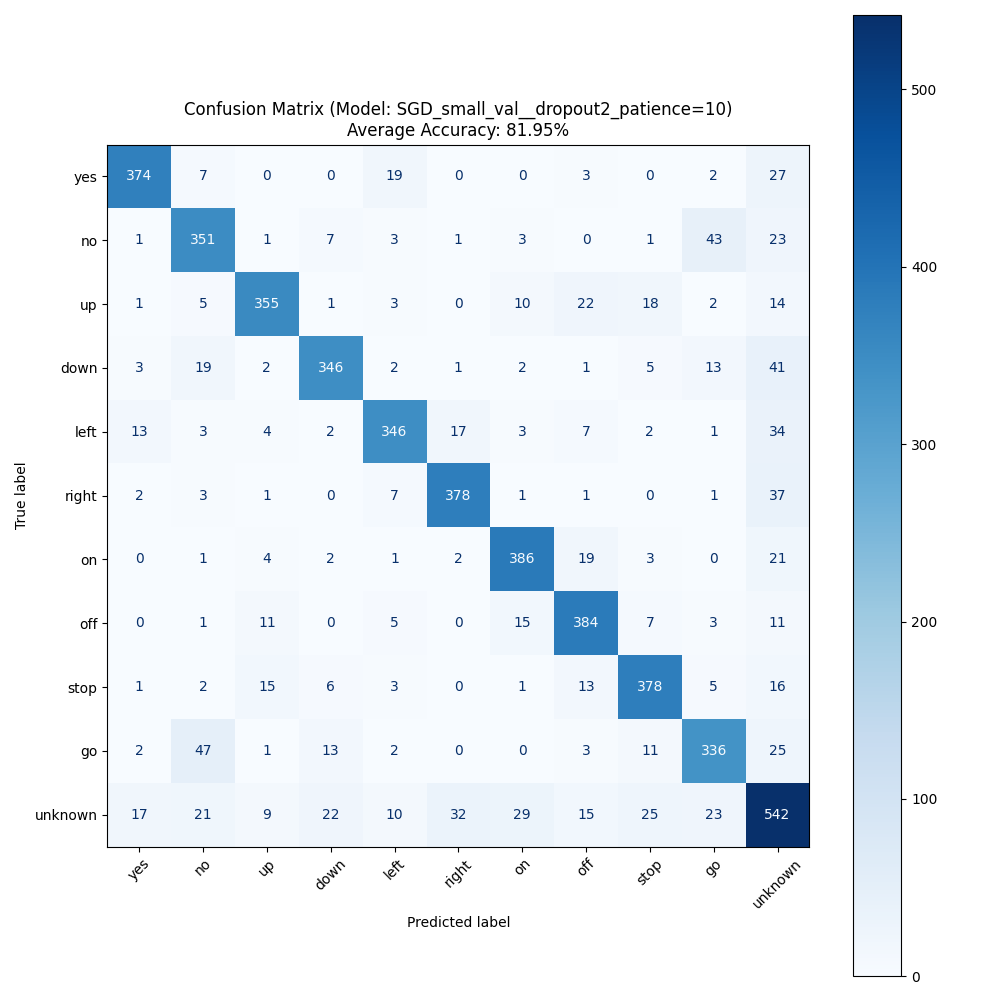 Confusion Matrix (Model: SGD_small_val__dropout2_patience=10)
Average Accuracy: 81.95%
yes 374 7 0 0 19 0 0 3 0 2 27
no 1 351 1 7 3 1 3 0 1 43 23
up 1 5 355 1 3 0 10 22 18 2 14
down 3 19 2 346 2 1 2 1 5 13 41
left 13 3 4 2 346 17 3 7 2 1 34
right 2 3 1 0 7 378 1 1 0 1 37
on 0 1 4 2 1 2 386 19 3 0 21
off 0 1 11 0 5 0 15 384 7 3 11
stop 1 2 15 6 3 0 1 13 378 5 16
go 2 47 1 13 2 0 0 3 11 336 25
unknown 17 21 9 22 10 32 29 15 25 23 542
yes no up down left right on off stop go unknown
Predicted label
True label
500
400
300
200
100
0